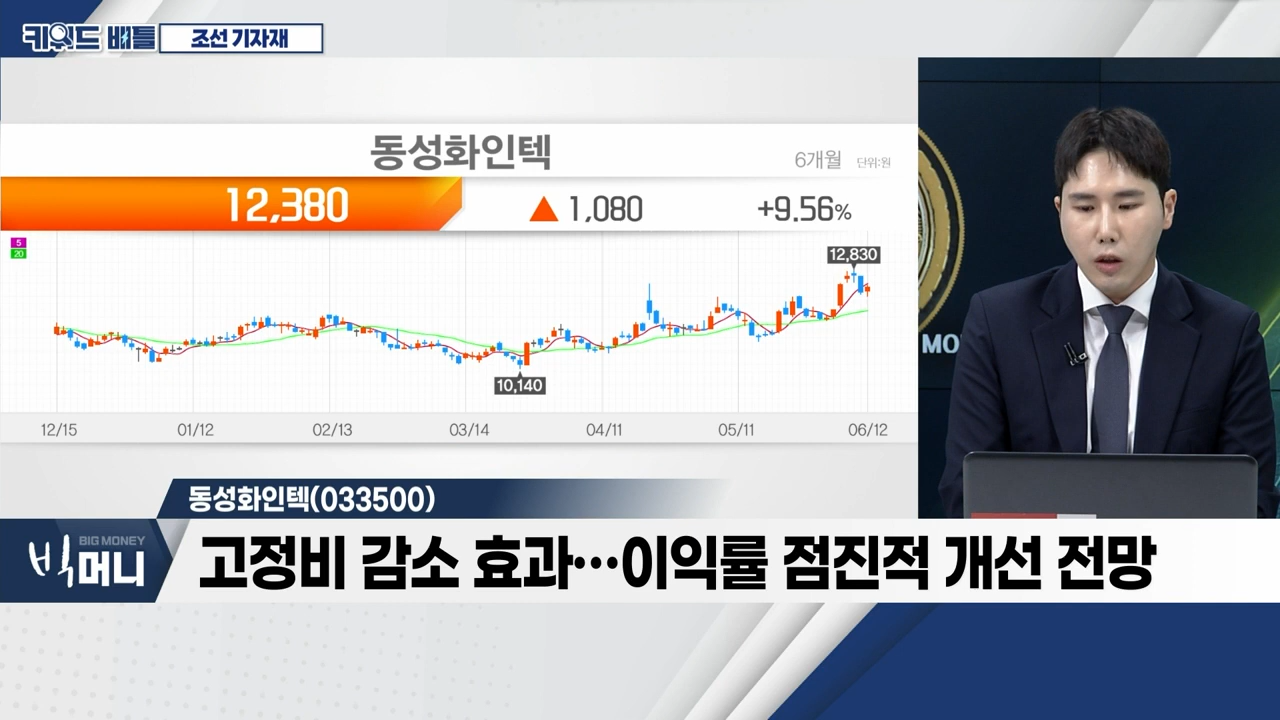 키워드 배틀
조선 기자재
동성화인텍
6개월 단위:원
12,380 ▲ 1,080 +9.56%
5
20
12,830
10,140
12/15 01/12 02/13 03/14 04/11 05/11 06/12
MO
동성화인텍(033500)
BIG MONEY
빅머니
고정비 감소 효과…이익률 점진적 개선 전망